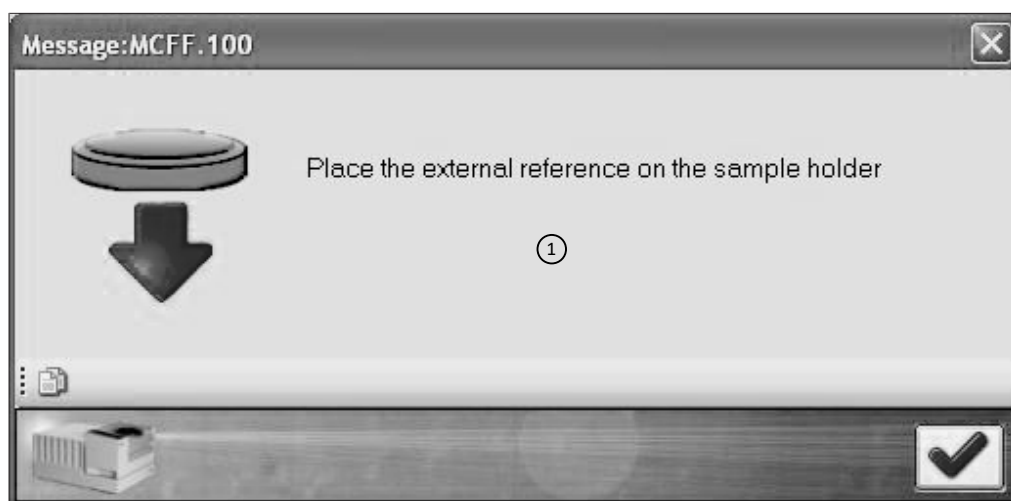 Message:MCFF.100
Place the external reference on the sample holder
1